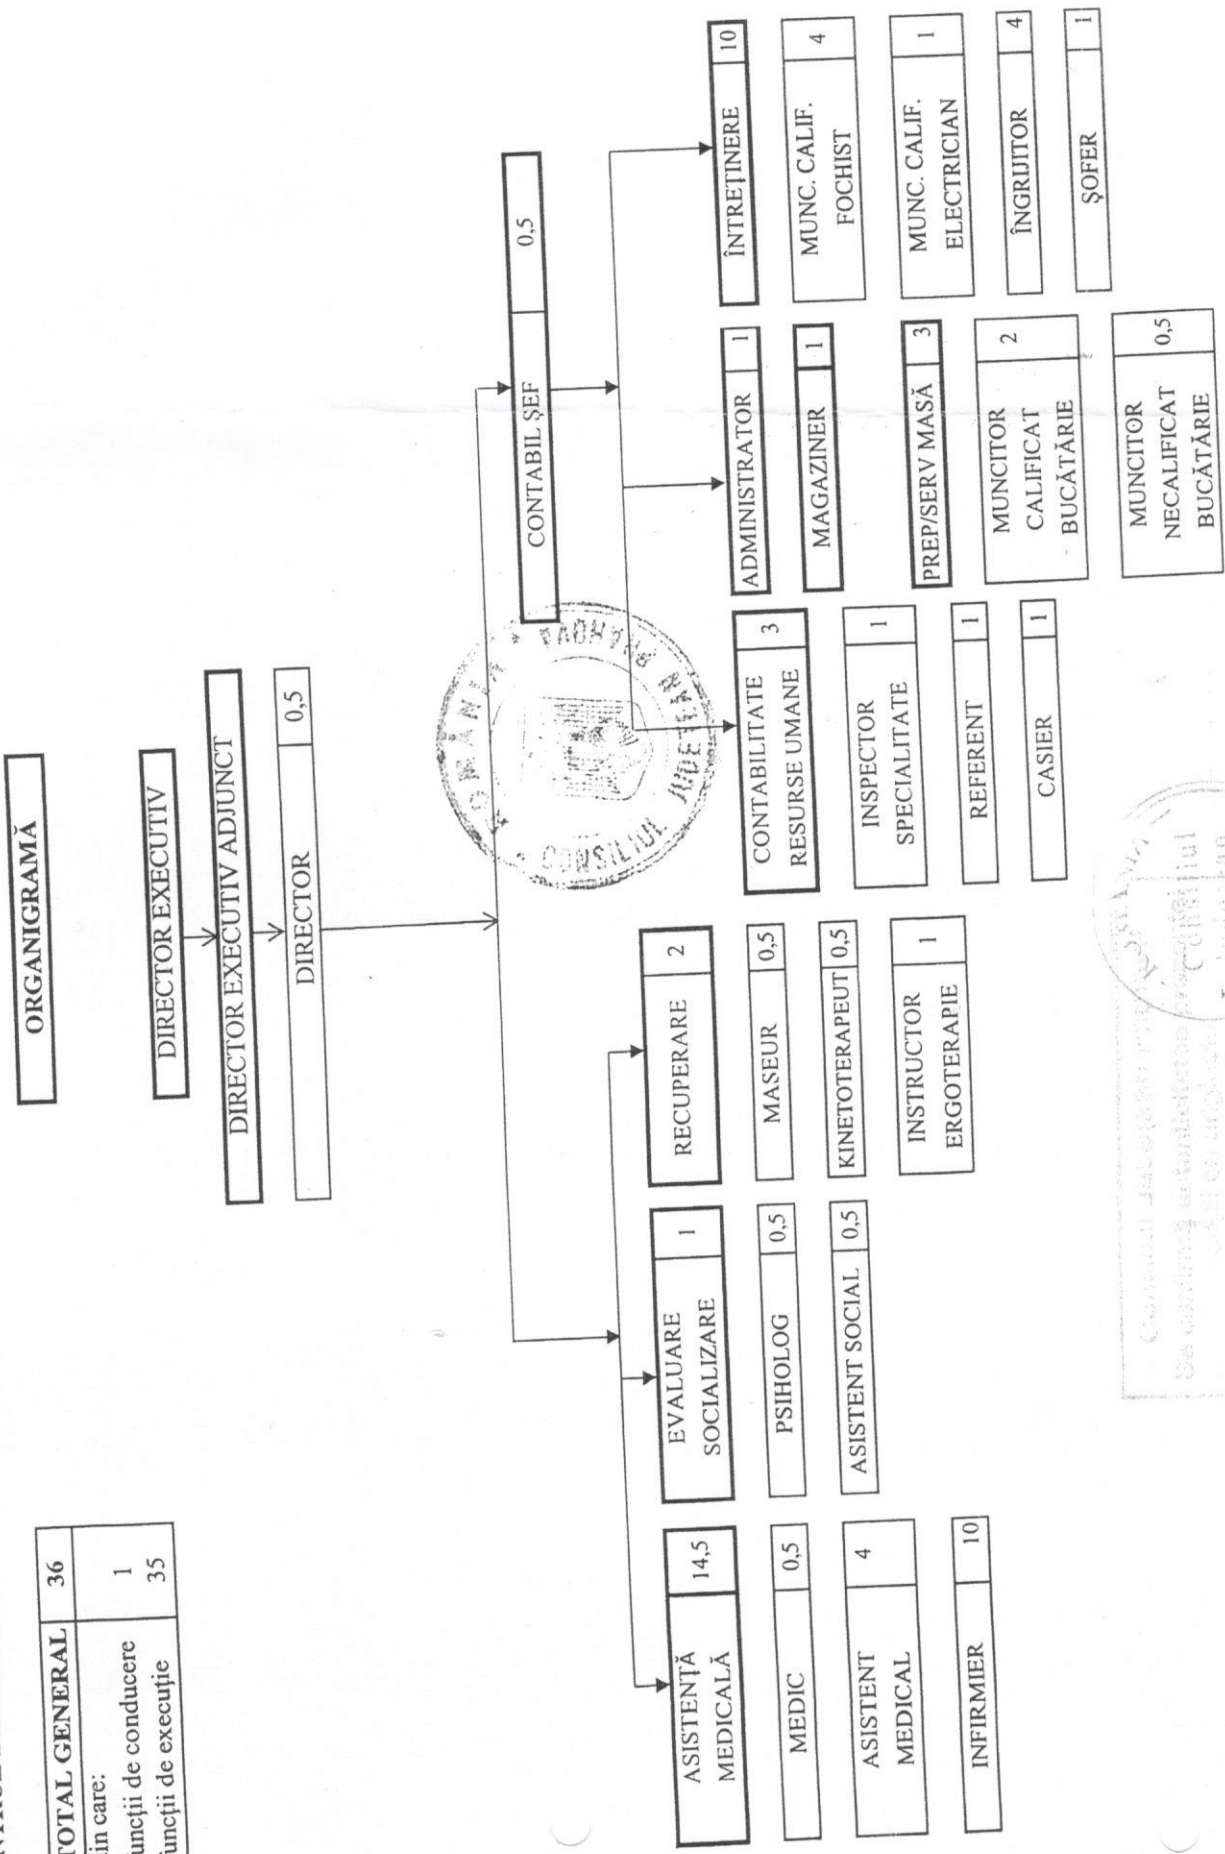 ORGANIGRAMĂ
TOTAL GENERAL 36
care:
de conducere 1
de execuție 35
DIRECTOR EXECUTIV
DIRECTOR EXECUTIV ADJUNCT
DIRECTOR 0,5
CONTABIL ȘEF 0,5
ROMÂNIA
CONSILIUL JUDEȚEAN PRAHOVA
ASISTENȚĂ 14,5
MEDICALĂ
MEDIC 0,5
ASISTENT 4
MEDICAL
INFIRMIER 10
EVALUARE 1
SOCIALIZARE
PSIHOLOG 0,5
ASISTENT SOCIAL 0,5
RECUPERARE 2
MASEUR 0,5
KINETOTERAPEUT 0,5
INSTRUCTOR 1
ERGOTERAPIE
CONTABILITATE 3
RESURSE UMANE
INSPECTOR 1
SPECIALITATE
REFERENT 1
CASIER 1
ADMINISTRATOR 1
MAGAZINER 1
PREP/SERV MASĂ 3
MUNCITOR 2
CALIFICAT
BUCĂTĂRIE
MUNCITOR 0,5
NECALIFICAT
BUCĂTĂRIE
ÎNTREȚINERE 10
MUNC. CALIF. 4
FOCHIST
MUNC. CALIF. 1
ELECTRICIAN
ÎNGRIJITOR 4
ȘOFER 1